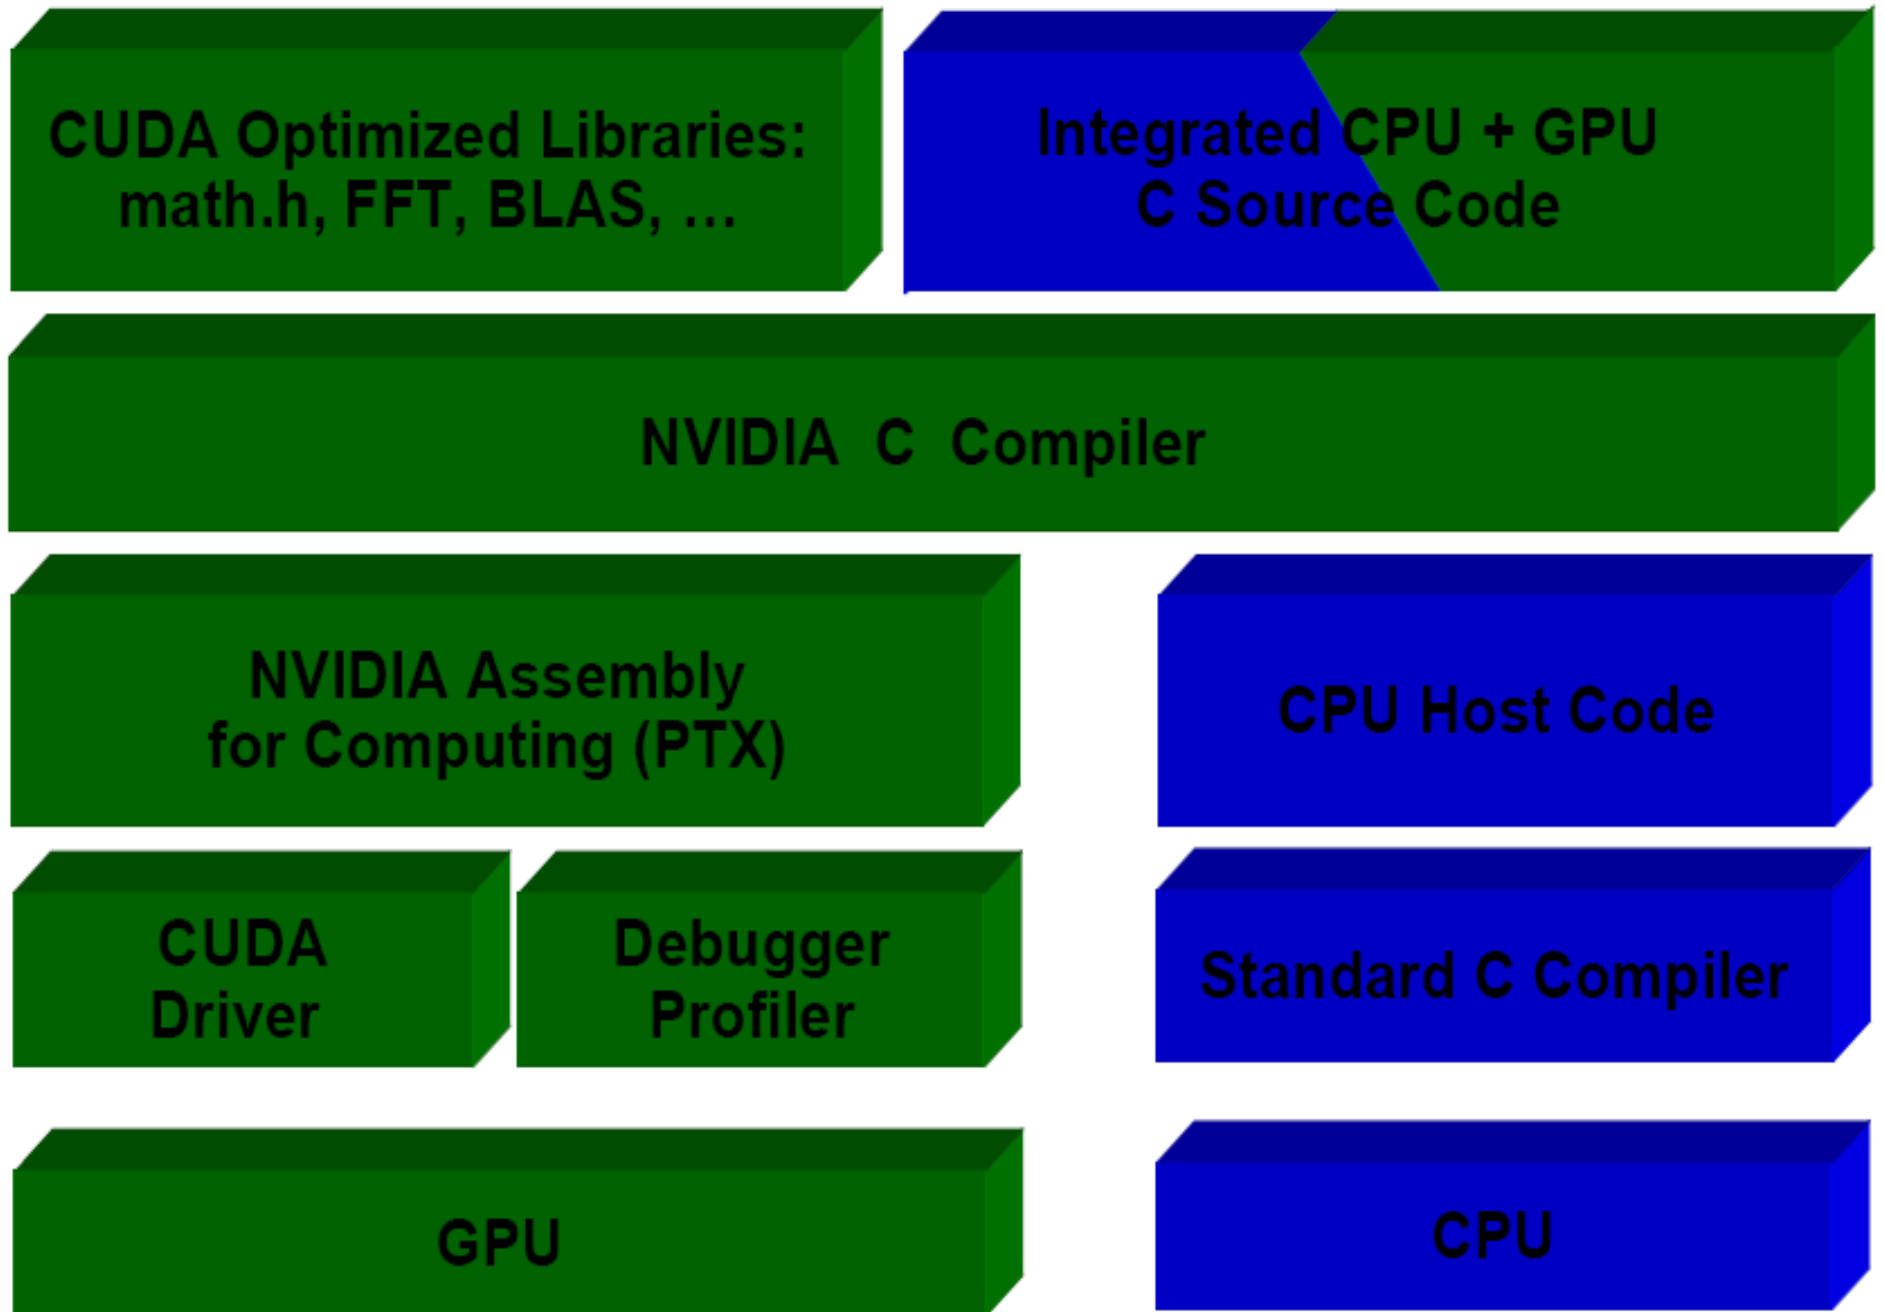 CUDA Optimized Libraries:
math.h, FFT, BLAS, ...
Integrated CPU + GPU
C Source Code
NVIDIA C Compiler
NVIDIA Assembly
for Computing (PTX)
CPU Host Code
CUDA
Driver
Debugger
Profiler
Standard C Compiler
GPU
CPU